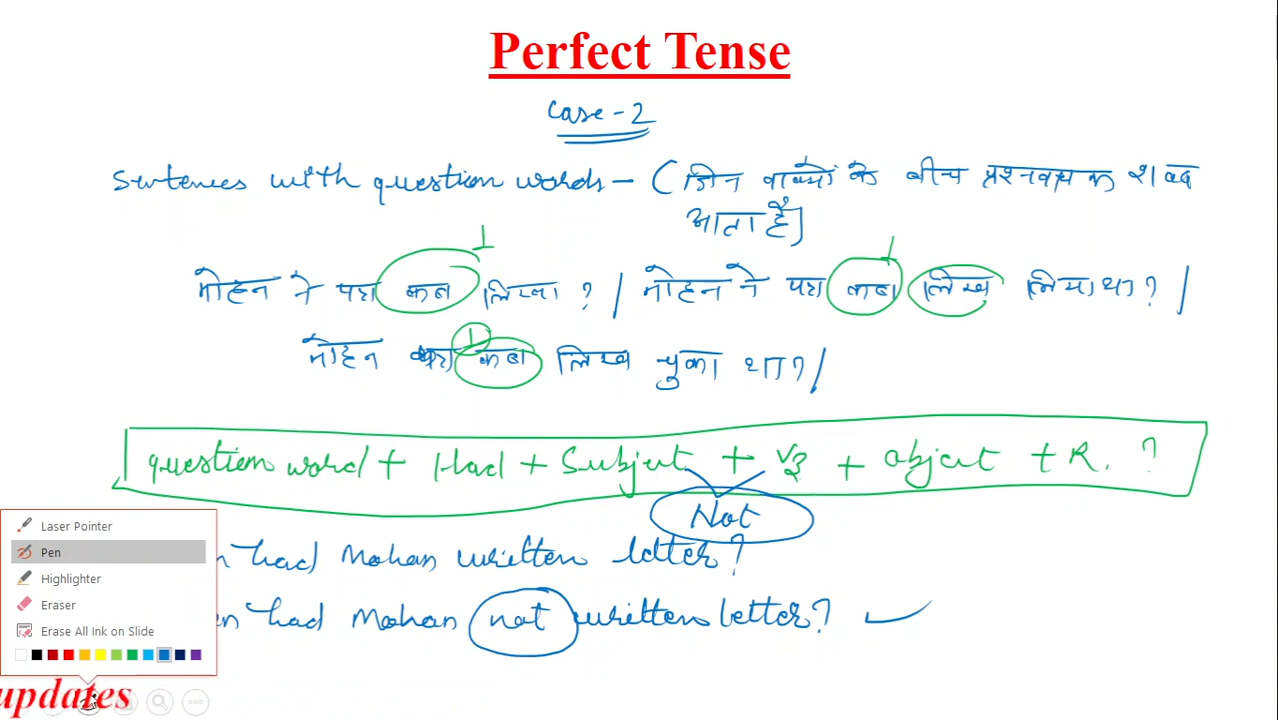 Perfect Tense
Case-2
Sentences with question words - (जिन वाक्यों के बीच प्रश्नवाचक शब्द
आता है)
मोहन ने पत्र कब लिखा? / मोहन ने पत्र कब लिख लिया था? /
मोहन पत्र कब लिख चुका था? /
question word + Had + Subject + V3 + object + R. ?
Not
had Mohan written letter?
had Mohan not written letter?
Laser Pointer
Pen
Highlighter
Eraser
Erase All Ink on Slide
updates